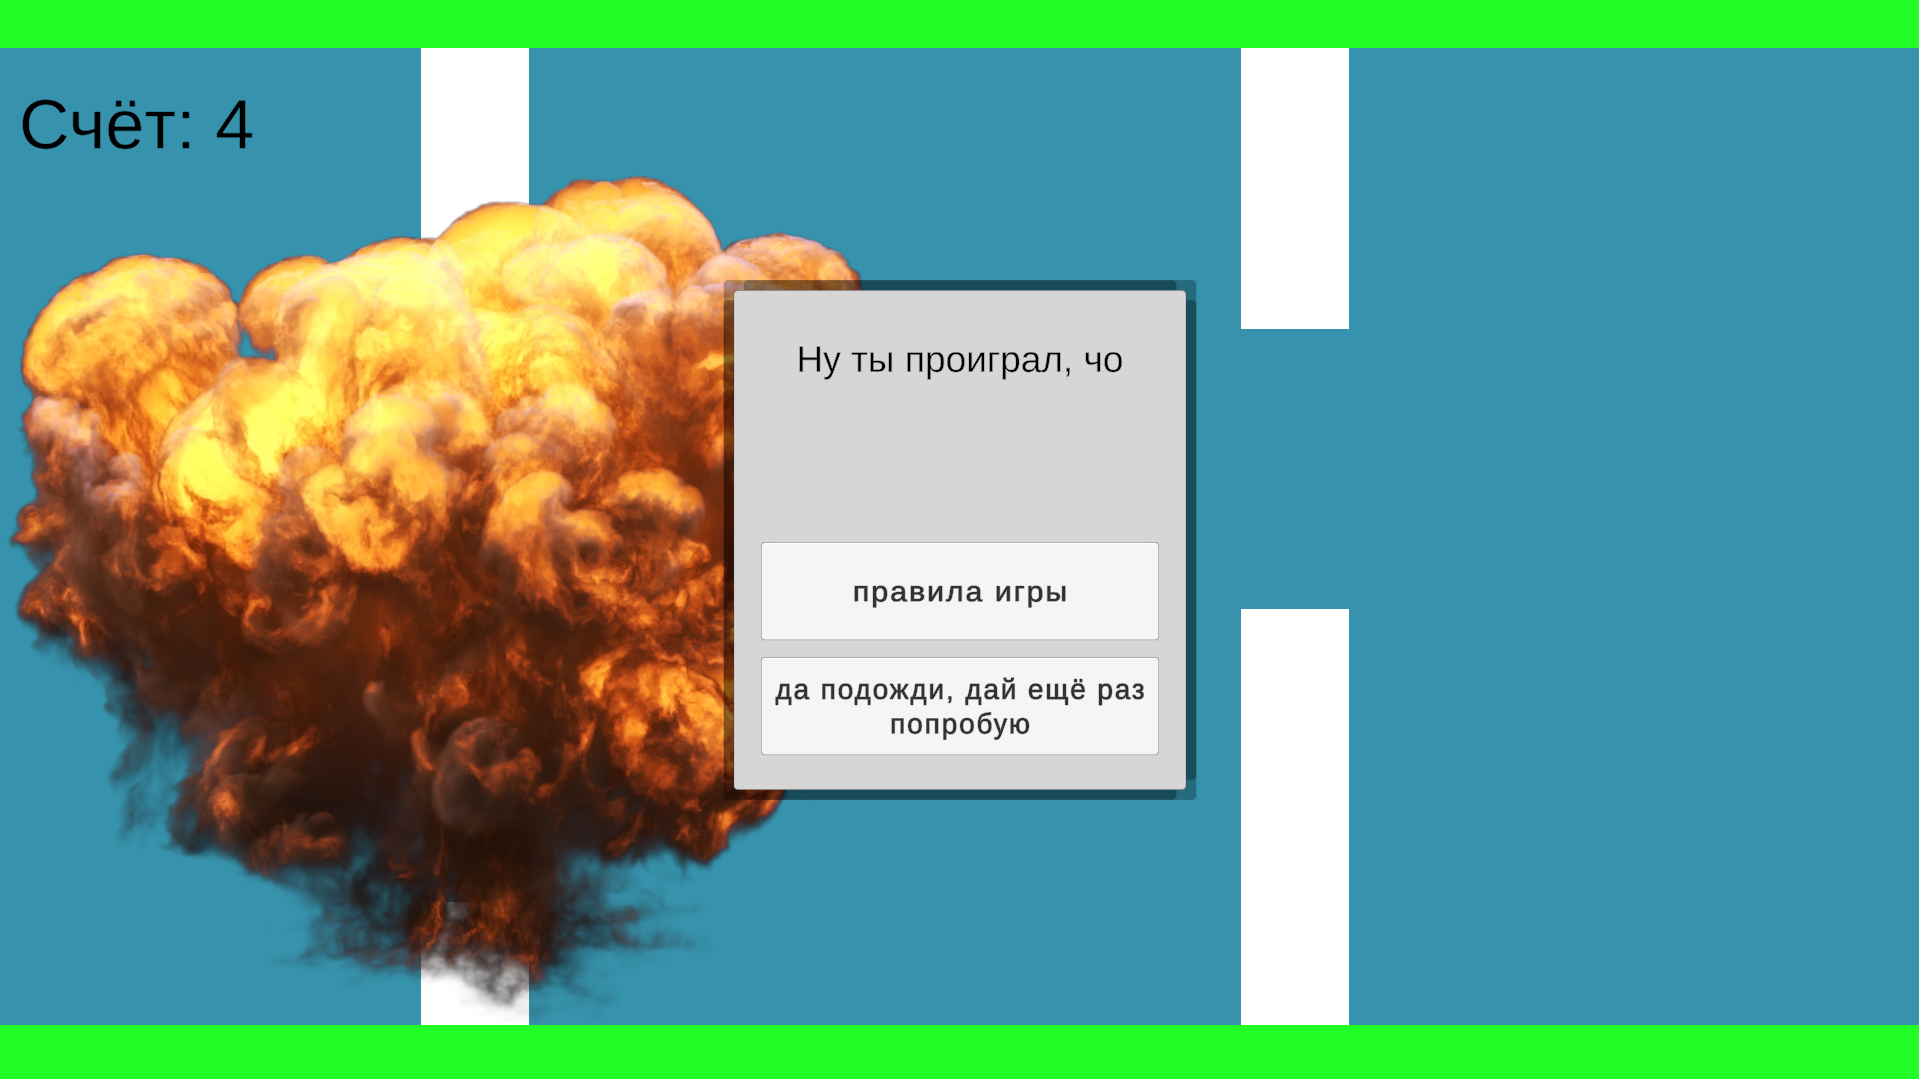 Счёт: 4
Ну ты проиграл, чо
правила игры
да подожди, дай ещё раз
попробую